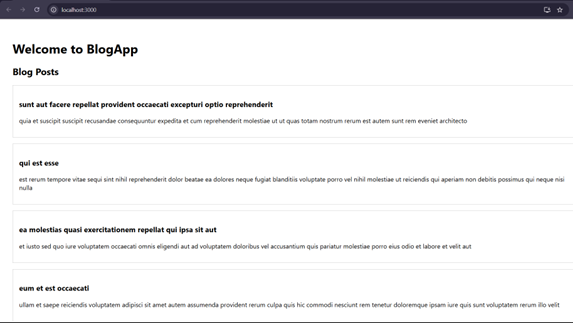 localhost:3000
Welcome to BlogApp
Blog Posts
sunt aut facere repellat provident occaecati excepturi optio reprehenderit
quia et suscipit suscipit recusandae consequuntur expedita et cum reprehenderit molestiae ut ut quas totam nostrum rerum est autem sunt rem eveniet architecto
qui est esse
est rerum tempore vitae sequi sint nihil reprehenderit dolor beatae ea dolores neque fugiat blanditiis voluptate porro vel nihil molestiae ut reiciendis qui aperiam non debitis possimus qui neque nisi
nulla
ea molestias quasi exercitationem repellat qui ipsa sit aut
et iusto sed quo iure voluptatem occaecati omnis eligendi aut ad voluptatem doloribus vel accusantium quis pariatur molestiae porro eius odio et labore et velit aut
eum et est occaecati
ullam et saepe reiciendis voluptatem adipisci sit amet autem assumenda provident rerum culpa quis hic commodi nesciunt rem tenetur doloremque ipsam iure quis sunt voluptatem rerum illo velit